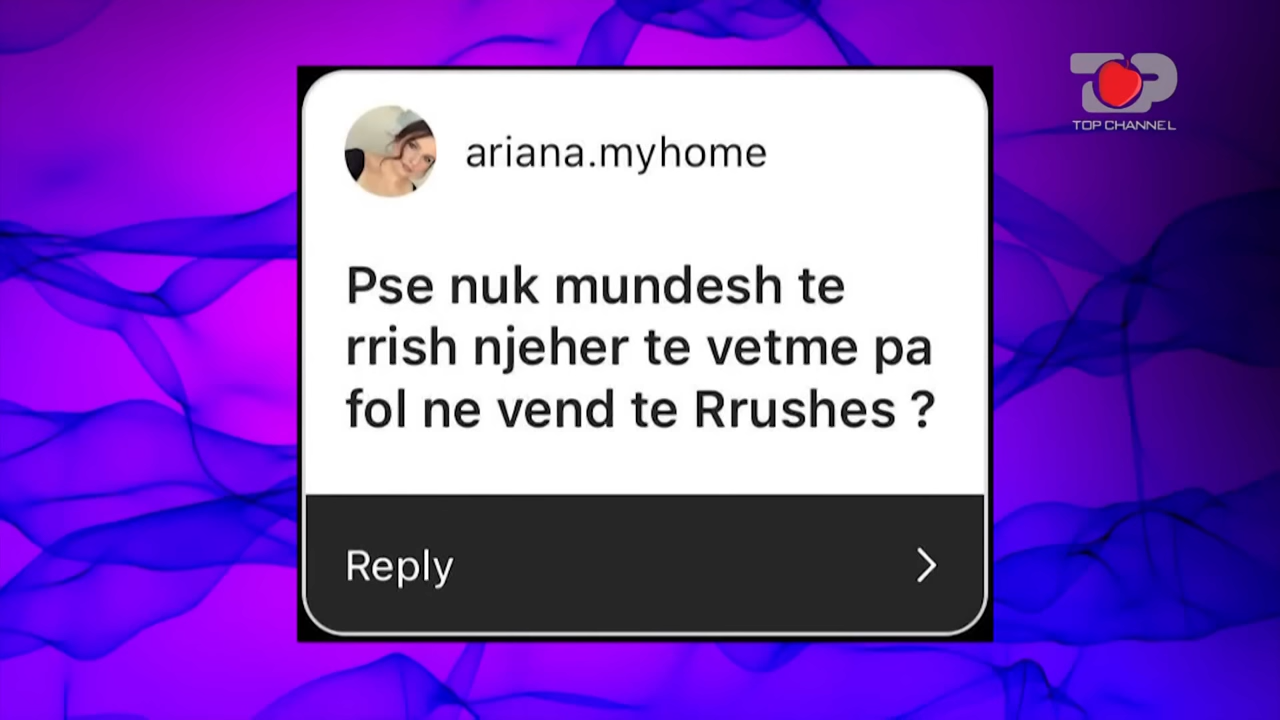 TOP CHANNEL
ariana.myhome
Pse nuk mundesh te
rrish njeher te vetme pa
fol ne vend te Rrushes ?
Reply